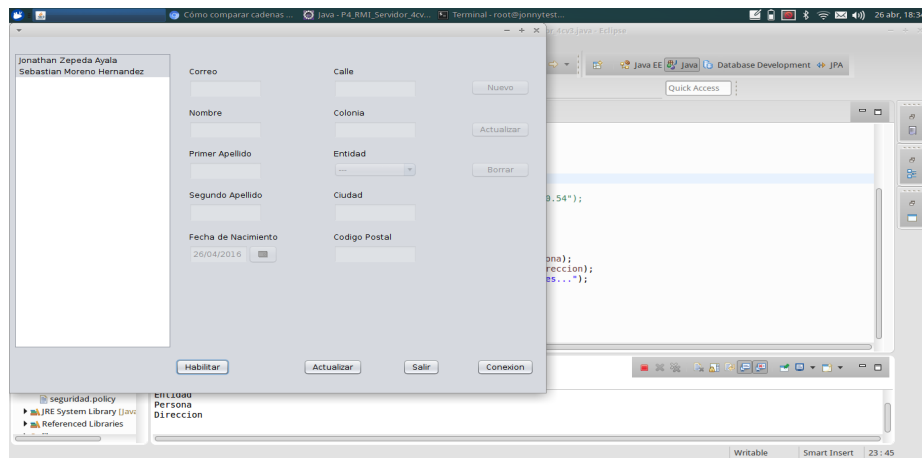 Cómo comparar cadenas ...
Java - P4_RMI_Servidor_4cv...
Terminal - root@jonnytest...
26 abr, 18:34
Jonathan Zepeda Ayala
Sebastian Moreno Hernandez
Correo
Calle
Nuevo
Nombre
Colonia
Actualizar
Primer Apellido
Entidad
---
Borrar
Segundo Apellido
Ciudad
Fecha de Nacimiento
Codigo Postal
26/04/2016
Habilitar
Actualizar
Salir
Conexion
or_4cv5.java - Eclipse
Java EE
Java
Database Development
JPA
Quick Access
0.54");
ona);
reccion);
es...");
seguridad.policy
JRE System Library [Java
Referenced Libraries
Entidad
Persona
Direccion
Writable
Smart Insert
23 : 45